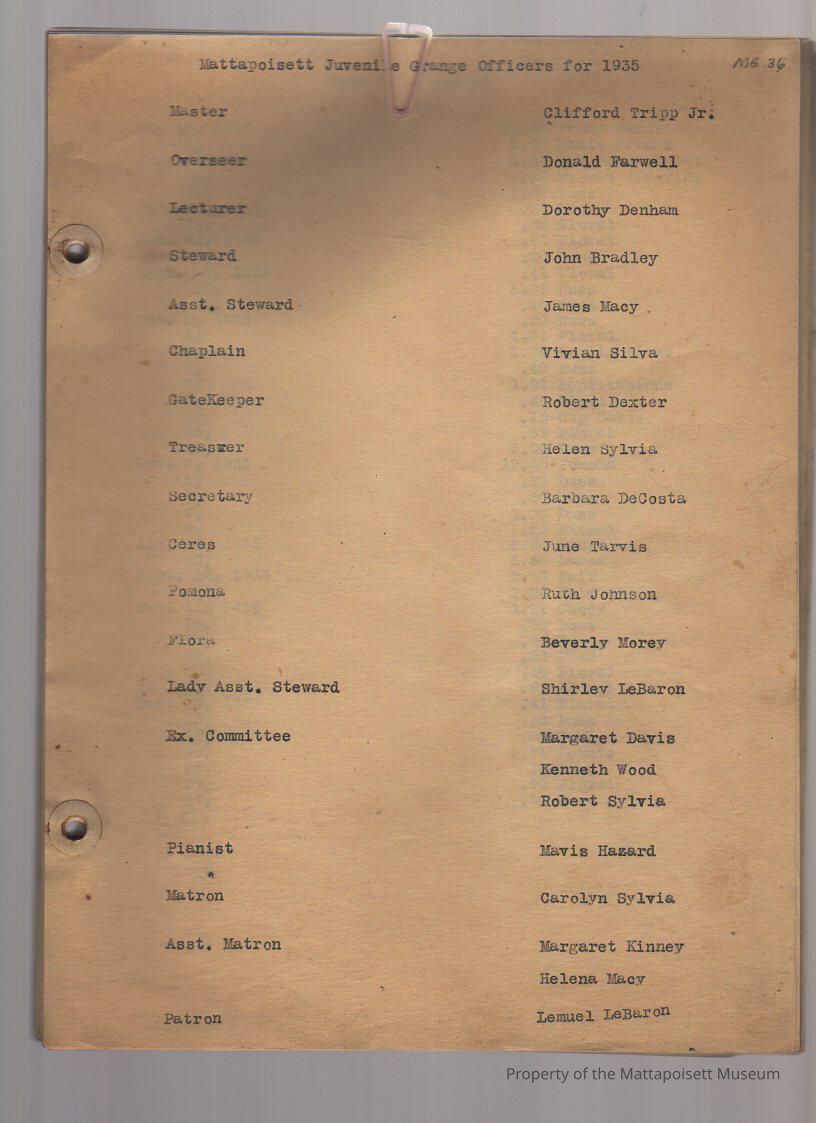 Mattapoisett Juvenile Grange Officers for 1935 MG 36
Master Clifford Tripp Jr.
Overseer Donald Farwell
Lecturer Dorothy Denham
Steward John Bradley
Asst. Steward James Macy
Chaplain Vivian Silva
GateKeeper Robert Dexter
Treasurer Helen Sylvia
Secretary Barbara DeCosta
Ceres June Tarvis
Pomona Ruth Johnson
Flora Beverly Morey
Lady Asst. Steward Shirley LeBaron
Ex. Committee Margaret Davis
Kenneth Wood
Robert Sylvia
Pianist Mavis Hazard
Matron Carolyn Sylvia
Asst. Matron Margaret Kinney
Helena Macy
Patron Lemuel LeBaron
Property of the Mattapoisett Museum